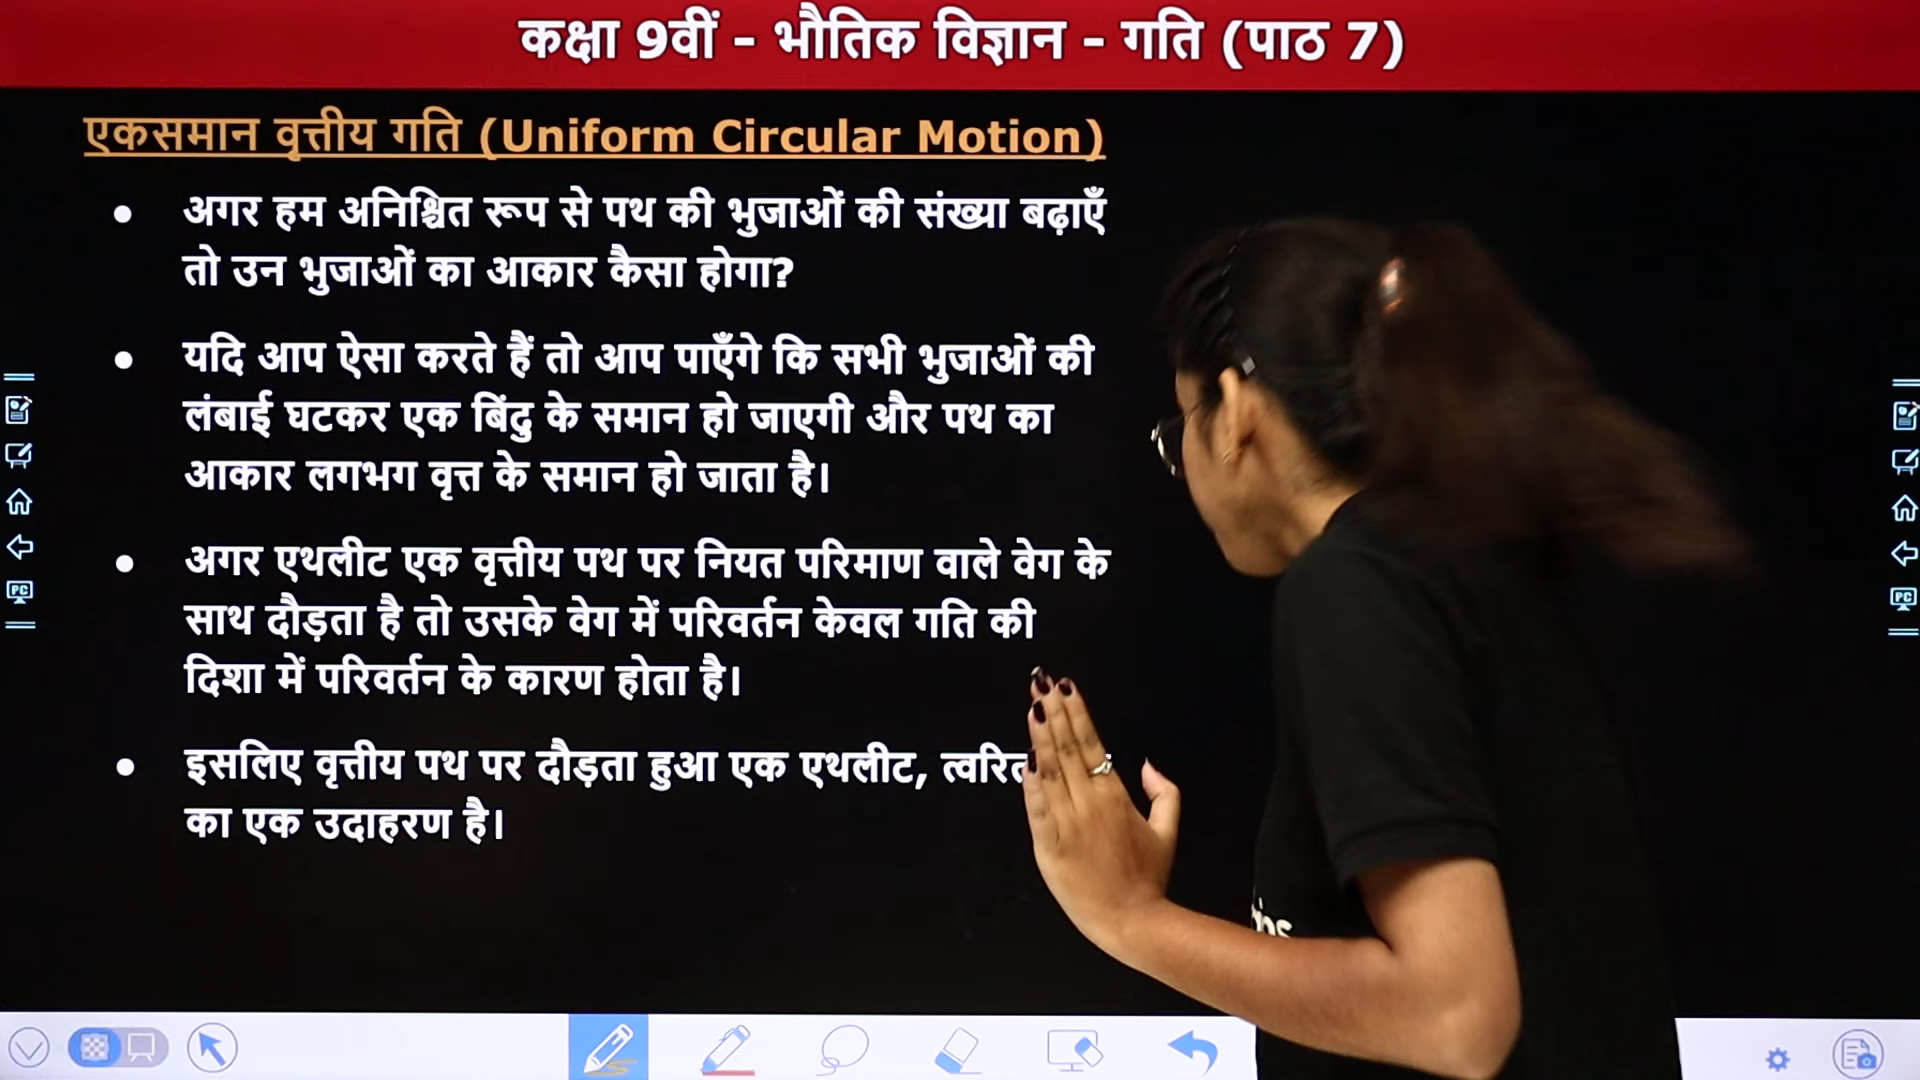 कक्षा 9वीं - भौतिक विज्ञान - गति (पाठ 7)
एकसमान वृत्तीय गति (Uniform Circular Motion)
• अगर हम अनिश्चित रूप से पथ की भुजाओं की संख्या बढ़ाएँ
तो उन भुजाओं का आकार कैसा होगा?
• यदि आप ऐसा करते हैं तो आप पाएँगे कि सभी भुजाओं की
लंबाई घटकर एक बिंदु के समान हो जाएगी और पथ का
आकार लगभग वृत्त के समान हो जाता है।
• अगर एथलीट एक वृत्तीय पथ पर नियत परिमाण वाले वेग के
साथ दौड़ता है तो उसके वेग में परिवर्तन केवल गति की
दिशा में परिवर्तन के कारण होता है।
• इसलिए वृत्तीय पथ पर दौड़ता हुआ एक एथलीट,
का एक उदाहरण है।
PC
PC